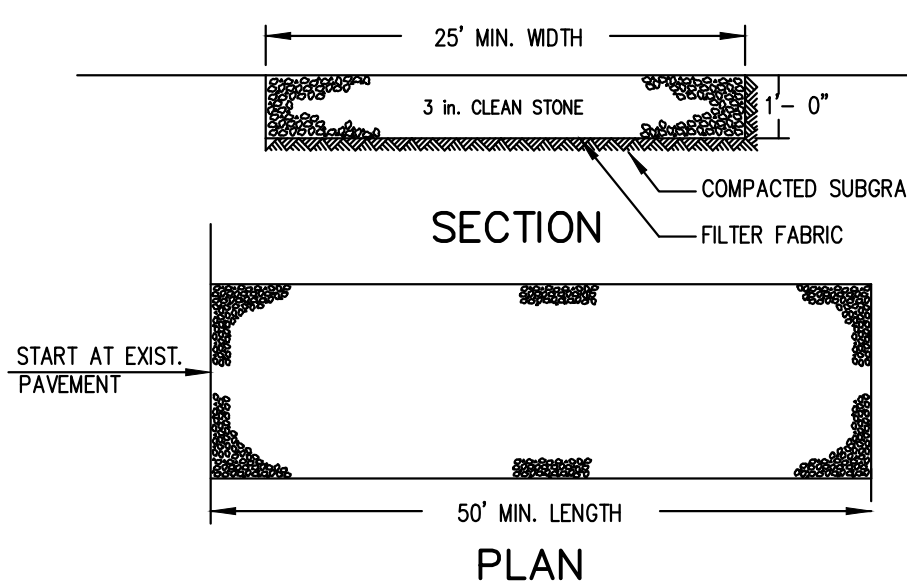 25' MIN. WIDTH
3 in. CLEAN STONE
1'- 0"
COMPACTED SUBGRA
SECTION
FILTER FABRIC
START AT EXIST.
PAVEMENT
50' MIN. LENGTH
PLAN